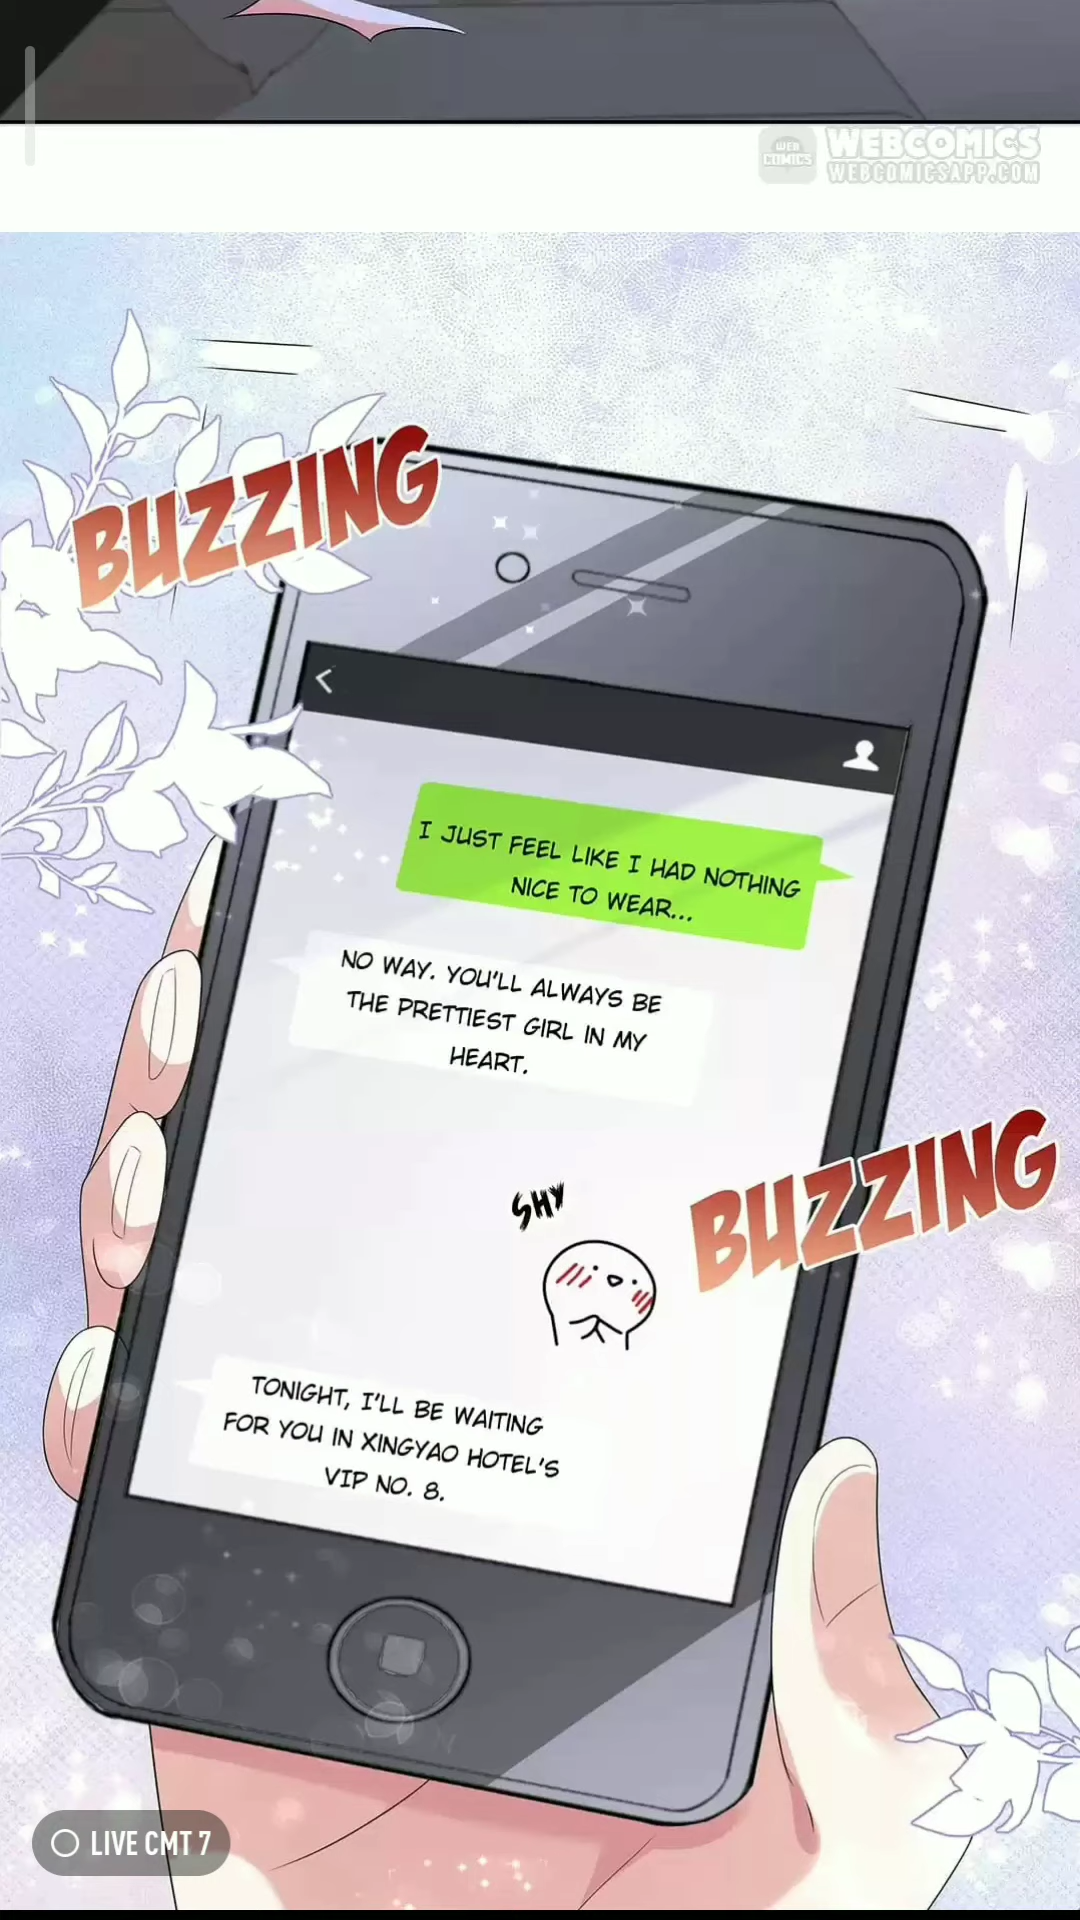 WEB
COMICS
WEBCOMICS
WEBCOMICSAPP.COM
BUZZING
I JUST FEEL LIKE I HAD NOTHING
NICE TO WEAR...
NO WAY. YOU'LL ALWAYS BE
THE PRETTIEST GIRL IN MY
HEART.
SHY
BUZZING
TONIGHT, I'LL BE WAITING
FOR YOU IN XINGYAO HOTEL'S
VIP NO. 8.
LIVE CMT 7